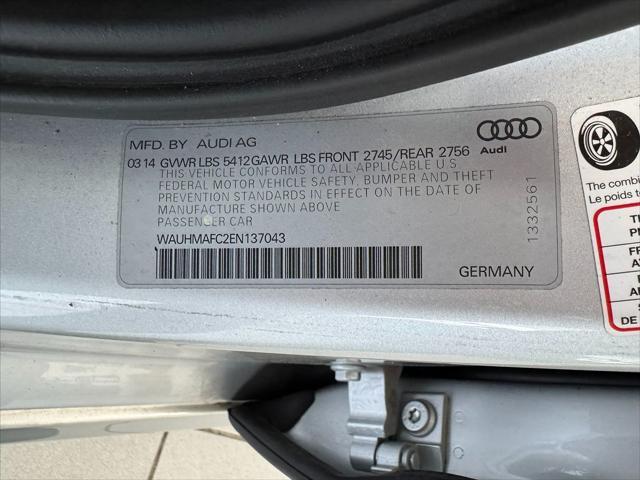 MFD. BY AUDI AG
Audi
03 14 GVWR LBS 5412 GAWR LBS FRONT 2745/REAR 2756
THIS VEHICLE CONFORMS TO ALL APPLICABLE U.S
FEDERAL MOTOR VEHICLE SAFETY, BUMPER AND THEFT
PREVENTION STANDARDS IN EFFECT ON THE DATE OF
MANUFACTURE SHOWN ABOVE
PASSENGER CAR
WAUHMAFC2EN137043
GERMANY
1332561
The combin
Le poids to
DE